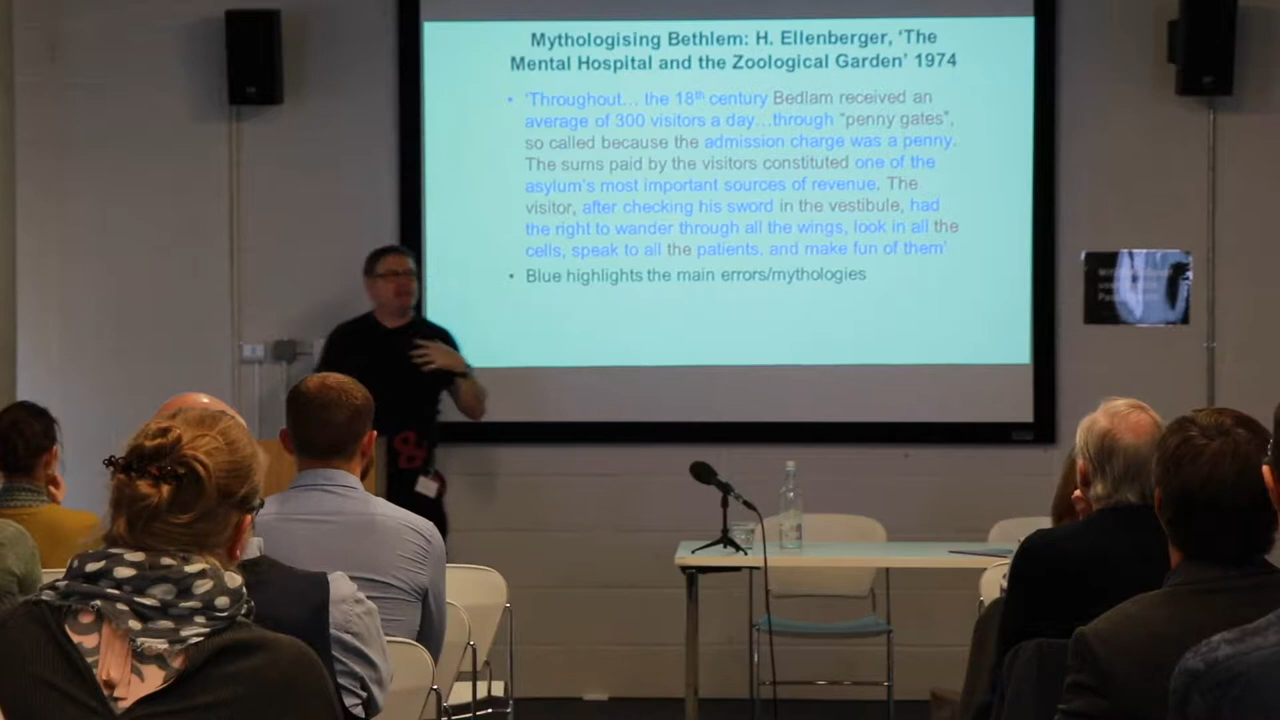 Mythologising Bethlem: H. Ellenberger, ‘The
Mental Hospital and the Zoological Garden’ 1974
• ‘Throughout… the 18th century Bedlam received an
average of 300 visitors a day…through “penny gates”,
so called because the admission charge was a penny.
The sums paid by the visitors constituted one of the
asylum’s most important sources of revenue. The
visitor, after checking his sword in the vestibule, had
the right to wander through all the wings, look in all the
cells, speak to all the patients, and make fun of them’
• Blue highlights the main errors/mythologies